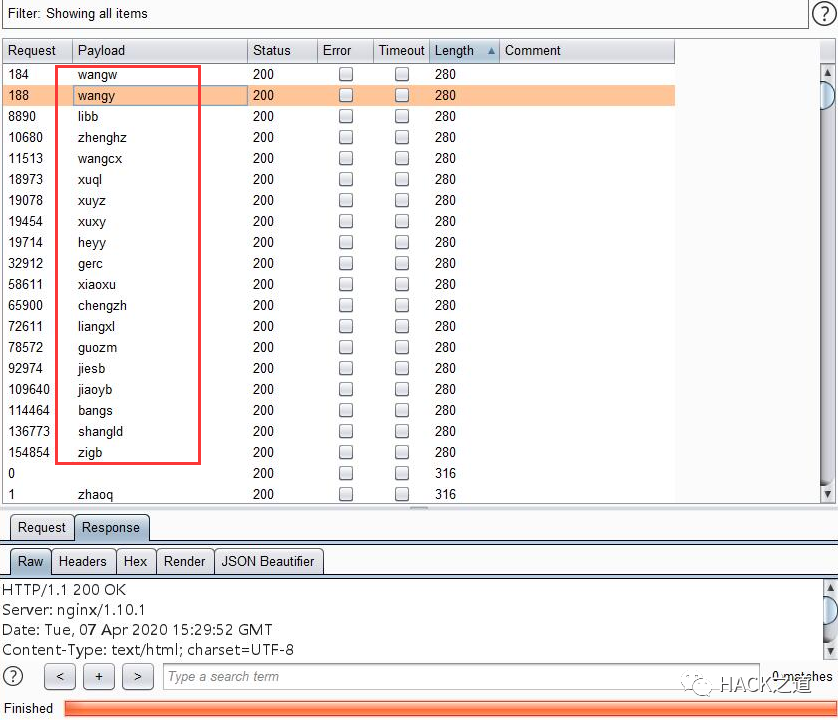 Filter: Showing all items
?
Request Payload Status Error Timeout Length Comment
184 wangw 200 280
188 wangy 200 280
8890 libb 200 280
10680 zhenghz 200 280
11513 wangcx 200 280
18973 xuql 200 280
19078 xuyz 200 280
19454 xuxy 200 280
19714 heyy 200 280
32912 gerc 200 280
58611 xiaoxu 200 280
65900 chengzh 200 280
72611 liangxl 200 280
78572 guozm 200 280
92974 jiesb 200 280
109640 jiaoyb 200 280
114464 bangs 200 280
136773 shangld 200 280
154854 zigb 200 280
0 200 316
1 zhaoq 200 316
Request Response
Raw Headers Hex Render JSON Beautifier
HTTP/1.1 200 OK
Server: nginx/1.10.1
Date: Tue, 07 Apr 2020 15:29:52 GMT
Content-Type: text/html; charset=UTF-8
? < + > Type a search term 0 matches
HACK之道
Finished